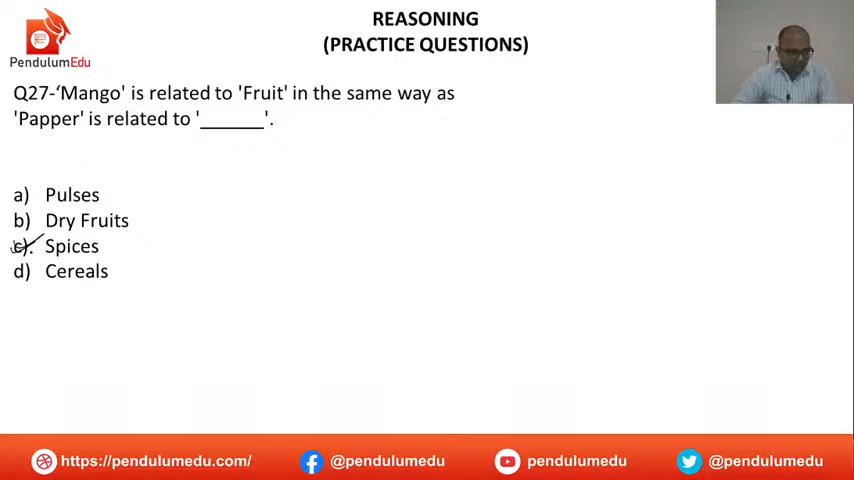 REASONING
(PRACTICE QUESTIONS)
PendulumEdu
Q27-‘Mango' is related to 'Fruit' in the same way as
'Papper' is related to '______'.
a) Pulses
b) Dry Fruits
c). Spices
d) Cereals
https://pendulumedu.com/ @pendulumedu pendulumedu @pendulumedu